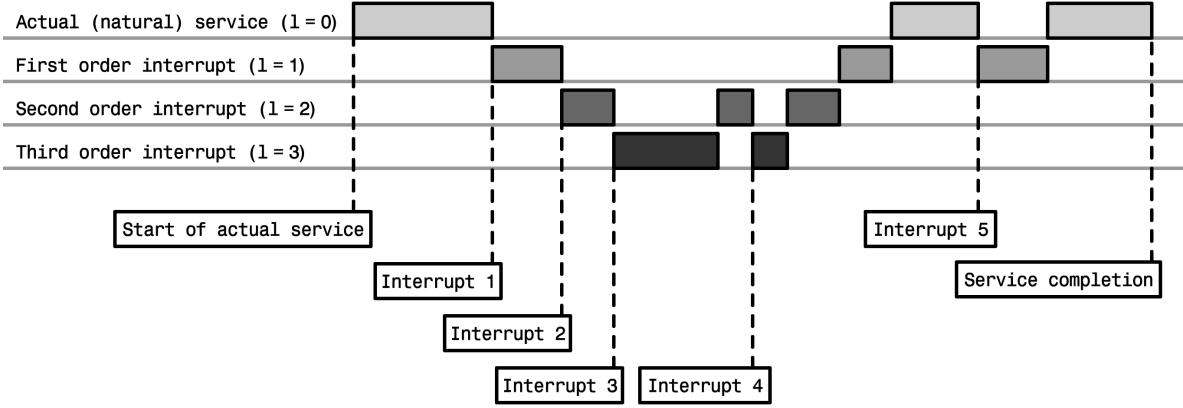 Actual (natural) service (l = 0)
First order interrupt (l = 1)
Second order interrupt (l = 2)
Third order interrupt (l = 3)
Start of actual service
Interrupt 5
Interrupt 1
Service completion
Interrupt 2
Interrupt 3
Interrupt 4